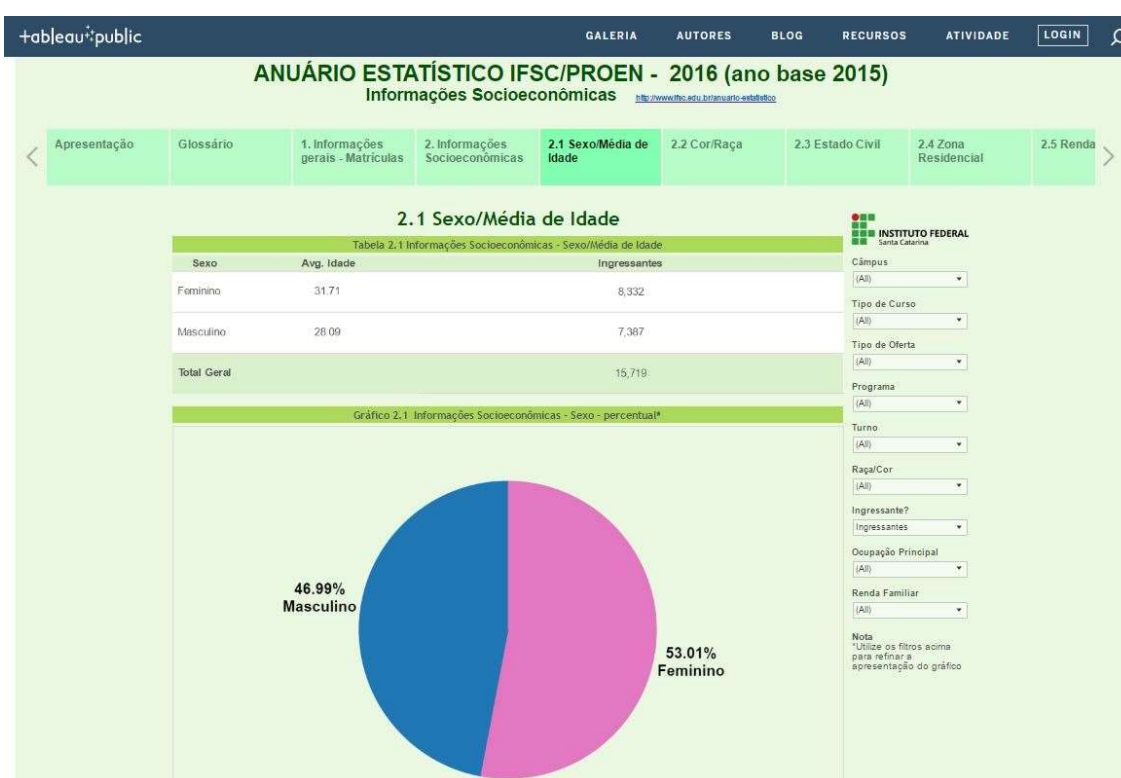 +ableau+public
GALERIA
AUTORES
BLOG
RECURSOS
ATIVIDADE
LOGIN
ANUÁRIO ESTATÍSTICO IFSC/PROEN - 2016 (ano base 2015)
Informações Socioeconômicas http://www.ifsc.edu.br/anuario-estatistico
Apresentação
Glossário
1. Informações
gerais - Matrículas
2. Informações
Socioeconômicas
2.1 Sexo/Média de
Idade
2.2 Cor/Raça
2.3 Estado Civil
2.4 Zona
Residencial
2.5 Renda
2.1 Sexo/Média de Idade
Tabela 2.1 Informações Socioeconômicas - Sexo/Média de Idade
Sexo Avg. Idade Ingressantes
Feminino 31.71 8,332
Masculino 28.09 7,387
Total Geral 15,719
Gráfico 2.1 Informações Socioeconômicas - Sexo - percentual*
46.99%
Masculino
53.01%
Feminino
INSTITUTO FEDERAL
Santa Catarina
Câmpus
(All)
Tipo de Curso
(All)
Tipo de Oferta
(All)
Programa
(All)
Turno
(All)
Raça/Cor
(All)
Ingressante?
Ingressantes
Ocupação Principal
(All)
Renda Familiar
(All)
Nota
*Utilize os filtros acima
para refinar a
apresentação do gráfico